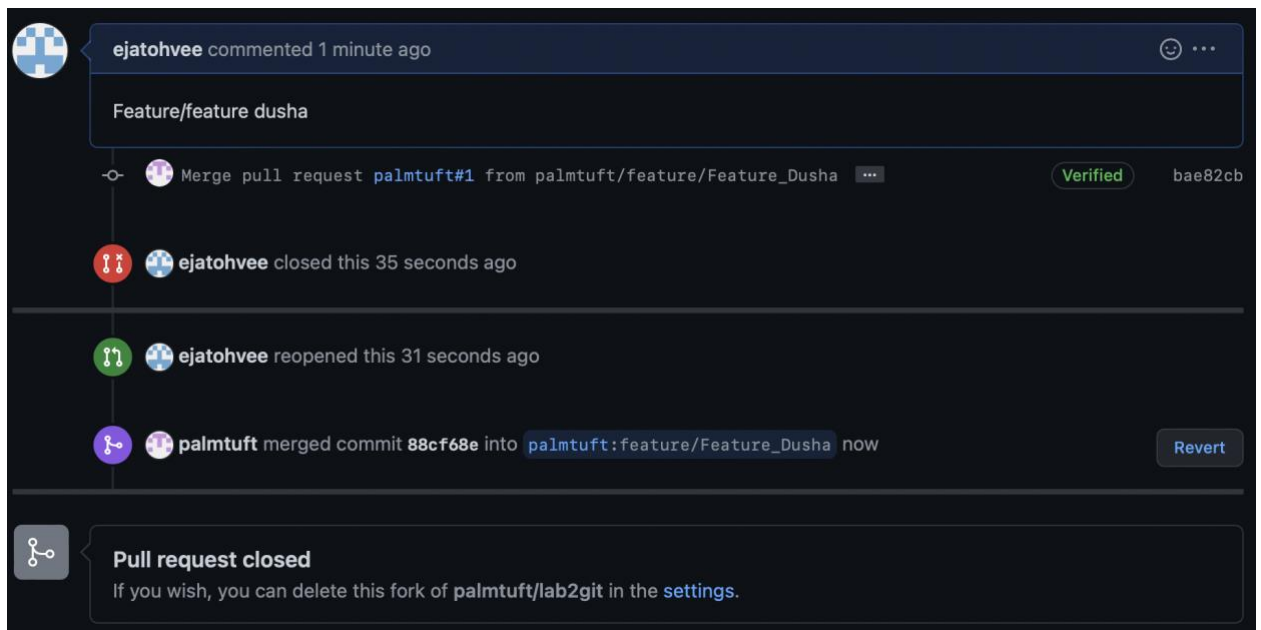 ejatohvee commented 1 minute ago
Feature/feature dusha
Merge pull request palmtuft#1 from palmtuft/feature/Feature_Dusha ... Verified bae82cb
ejatohvee closed this 35 seconds ago
ejatohvee reopened this 31 seconds ago
palmtuft merged commit 88cf68e into palmtuft:feature/Feature_Dusha now Revert
Pull request closed
If you wish, you can delete this fork of palmtuft/lab2git in the settings.